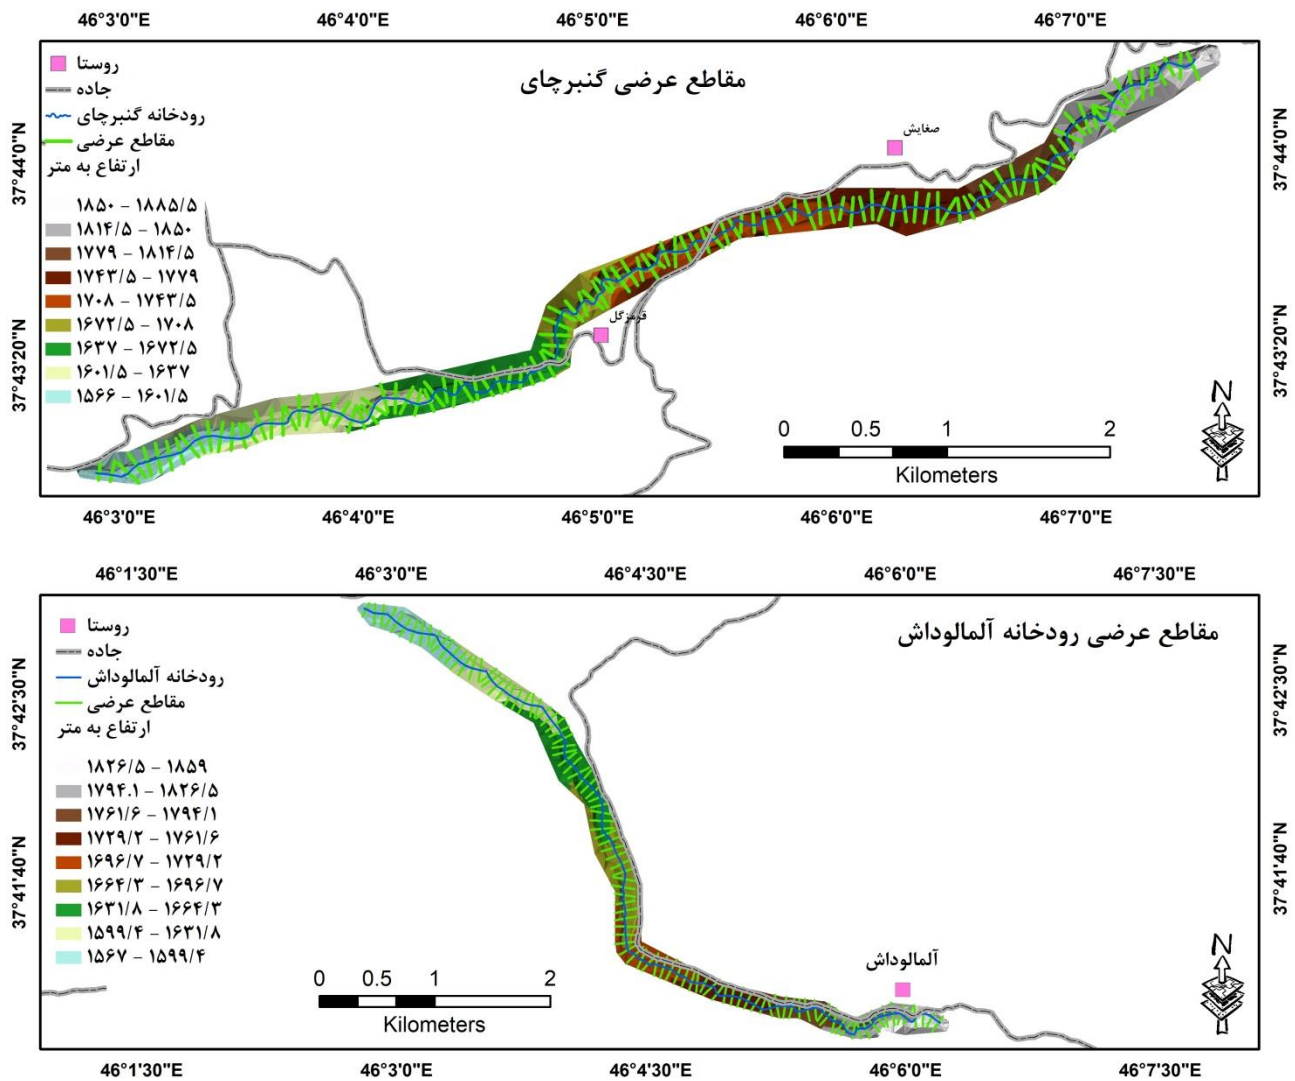 46°3'0"E 46°4'0"E 46°5'0"E 46°6'0"E 46°7'0"E
مقاطع عرضی گنبرچای
روستا
جاده
رودخانه گنبرچای
مقاطع عرضی
ارتفاع به متر
۱۸۵۰ – ۱۸۸۵/۵
۱۸۱۴/۵ – ۱۸۵۰
۱۷۷۹ – ۱۸۱۴/۵
۱۷۴۳/۵ – ۱۷۷۹
۱۷۰۸ – ۱۷۴۳/۵
۱۶۷۲/۵ – ۱۷۰۸
۱۶۳۷ – ۱۶۷۲/۵
۱۶۰۱/۵ – ۱۶۳۷
۱۵۶۶ – ۱۶۰۱/۵
صغایش
قرمزگل
37°44'0"N
37°43'20"N
37°44'0"N
37°43'20"N
N
0 0.5 1 2
Kilometers
46°3'0"E 46°4'0"E 46°5'0"E 46°6'0"E 46°7'0"E
46°1'30"E 46°3'0"E 46°4'30"E 46°6'0"E 46°7'30"E
مقاطع عرضی رودخانه آلمالوداش
روستا
جاده
رودخانه آلمالوداش
مقاطع عرضی
ارتفاع به متر
۱۸۲۶/۵ – ۱۸۵۹
۱۷۹۴.۱ – ۱۸۲۶/۵
۱۷۶۱/۶ – ۱۷۹۴/۱
۱۷۲۹/۲ – ۱۷۶۱/۶
۱۶۹۶/۷ – ۱۷۲۹/۲
۱۶۶۴/۳ – ۱۶۹۶/۷
۱۶۳۱/۸ – ۱۶۶۴/۳
۱۵۹۹/۴ – ۱۶۳۱/۸
۱۵۶۷ – ۱۵۹۹/۴
آلمالوداش
37°42'30"N
37°41'40"N
37°42'30"N
37°41'40"N
N
0 0.5 1 2
Kilometers
46°1'30"E 46°3'0"E 46°4'30"E 46°6'0"E 46°7'30"E